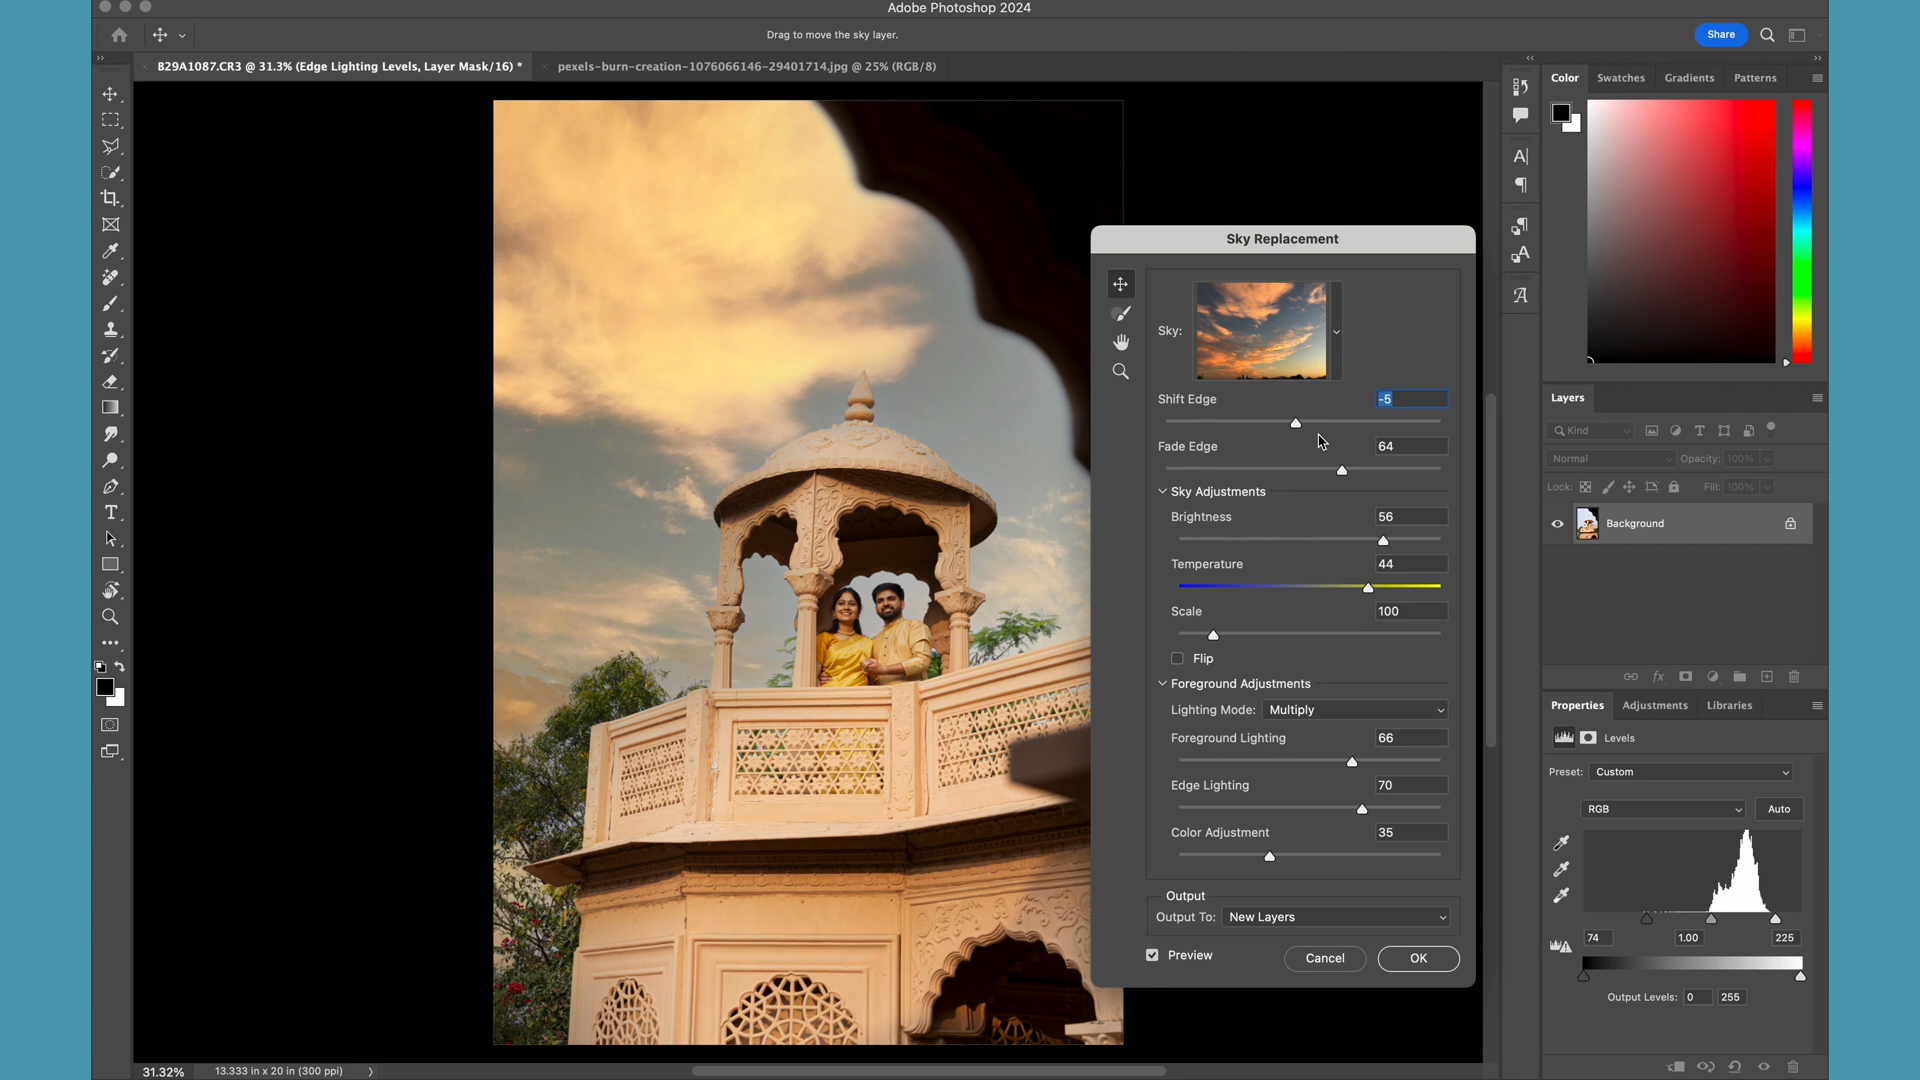 Adobe Photoshop 2024
Drag to move the sky layer.
Share
B29A1087.CR3 @ 31.3% (Edge Lighting Levels, Layer Mask/16) *
pexels-burn-creation-1076066146-29401714.jpg @ 25% (RGB/8)
Color
Swatches
Gradients
Patterns
Sky Replacement
Sky:
Shift Edge
-5
Fade Edge
64
Sky Adjustments
Brightness
56
Temperature
44
Scale
100
Flip
Foreground Adjustments
Lighting Mode:
Multiply
Foreground Lighting
66
Edge Lighting
70
Color Adjustment
35
Output
Output To:
New Layers
Preview
Cancel
OK
Layers
Kind
Normal
Opacity:
100%
Lock:
Fill:
100%
Background
Properties
Adjustments
Libraries
Levels
Preset:
Custom
RGB
Auto
74
1.00
225
Output Levels:
0
255
31.32%
13.333 in x 20 in (300 ppi)